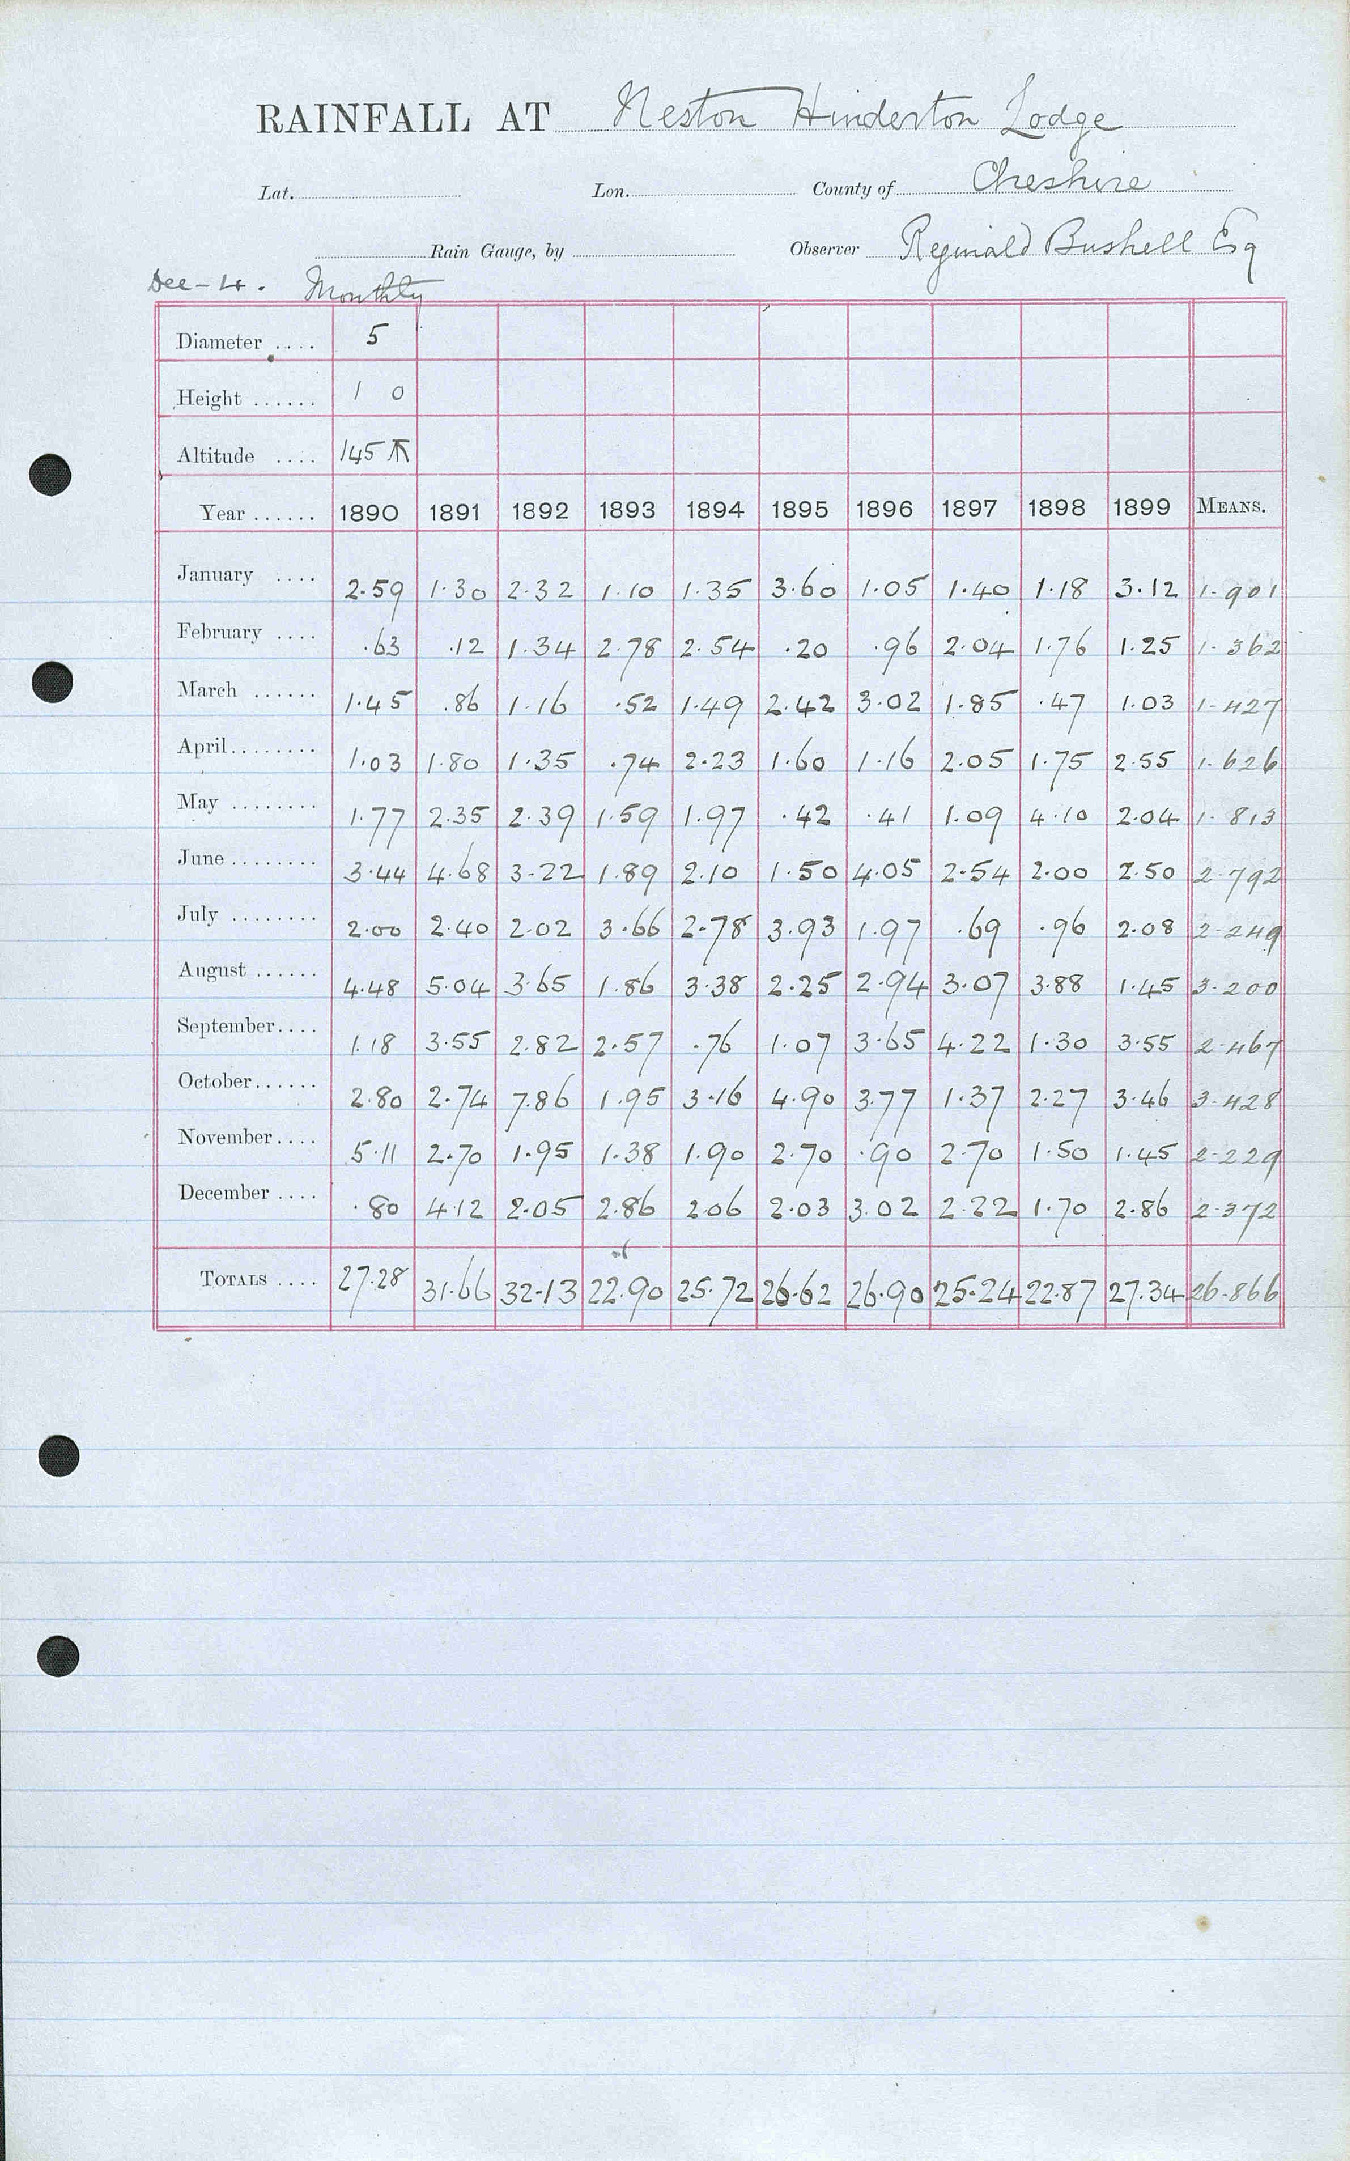 RAINFALL AT Neston Hinderton Lodge
Lat. Lon. County of Cheshire
Rain Gauge, by Observer Reginald Bushell Esq
Dee - 4. Monthly
Diameter .... 5
Height ...... 1 0
Altitude .... 145
Year ...... 1890 1891 1892 1893 1894 1895 1896 1897 1898 1899 MEANS.
January .... 2.59 1.30 2.32 1.10 1.35 3.60 1.05 1.40 1.18 3.12 1.901
February .... .63 .12 1.34 2.78 2.54 .20 .96 2.04 1.76 1.25 1.362
March ...... 1.45 .86 1.16 .52 1.49 2.42 3.02 1.85 .47 1.03 1.427
April........ 1.03 1.80 1.35 .74 2.23 1.60 1.16 2.05 1.75 2.55 1.626
May ........ 1.77 2.35 2.39 1.59 1.97 .42 .41 1.09 4.10 2.04 1.813
June ........ 3.44 4.68 3.22 1.89 2.10 1.50 4.05 2.54 2.00 2.50 2.792
July ........ 2.00 2.40 2.02 3.66 2.78 3.93 1.97 .69 .96 2.08 2.249
August ...... 4.48 5.04 3.65 1.86 3.38 2.25 2.94 3.07 3.88 1.45 3.200
September.... 1.18 3.55 2.82 2.57 .76 1.07 3.65 4.22 1.30 3.55 2.467
October...... 2.80 2.74 7.86 1.95 3.16 4.90 3.77 1.37 2.27 3.46 3.428
November.... 5.11 2.70 1.95 1.38 1.90 2.70 .90 2.70 1.50 1.45 2.229
December .... .80 4.12 2.05 2.86 2.06 2.03 3.02 2.22 1.70 2.86 2.372
TOTALS .... 27.28 31.66 32.13 22.90 25.72 26.62 26.90 25.24 22.87 27.34 26.866